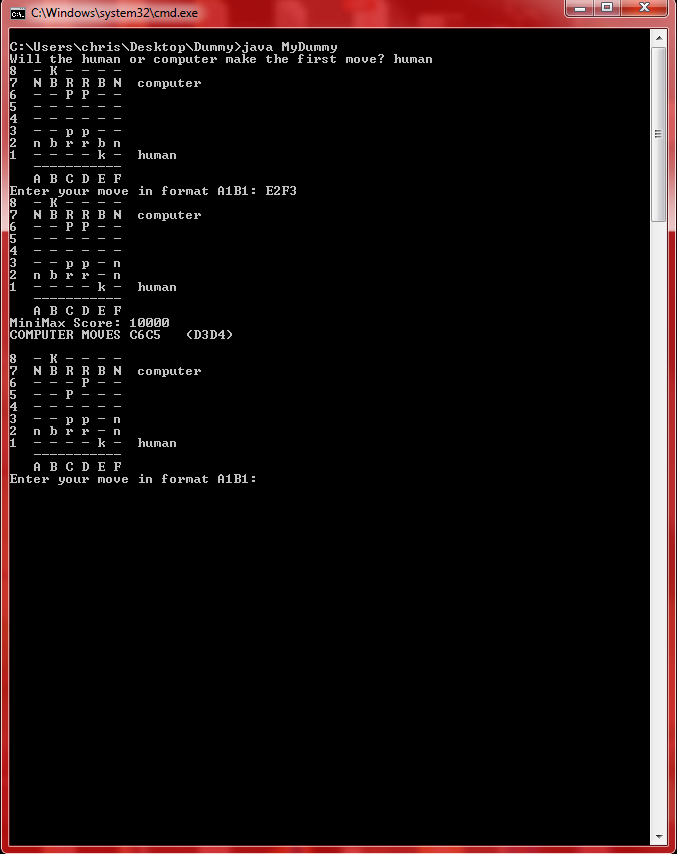 C:\Windows\system32\cmd.exe
C:\Users\chris\Desktop\Dummy>java MyDummy
Will the human or computer make the first move? human
8  - K - - - -
7  N B R R B N  computer
6  - - P P - -
5  - - - - - -
4  - - - - - -
3  - - p p - -
2  n b r r b n
1  - - - - k -  human
   -----------
   A B C D E F
Enter your move in format A1B1: E2F3
8  - K - - - -
7  N B R R B N  computer
6  - - P P - -
5  - - - - - -
4  - - - - - -
3  - - p p - n
2  n b r r - n
1  - - - - k -  human
   -----------
   A B C D E F
MiniMax Score: 10000
COMPUTER MOVES C6C5   (D3D4)
8  - K - - - -
7  N B R R B N  computer
6  - - - P - -
5  - - P - - -
4  - - - - - -
3  - - p p - n
2  n b r r - n
1  - - - - k -  human
   -----------
   A B C D E F
Enter your move in format A1B1: